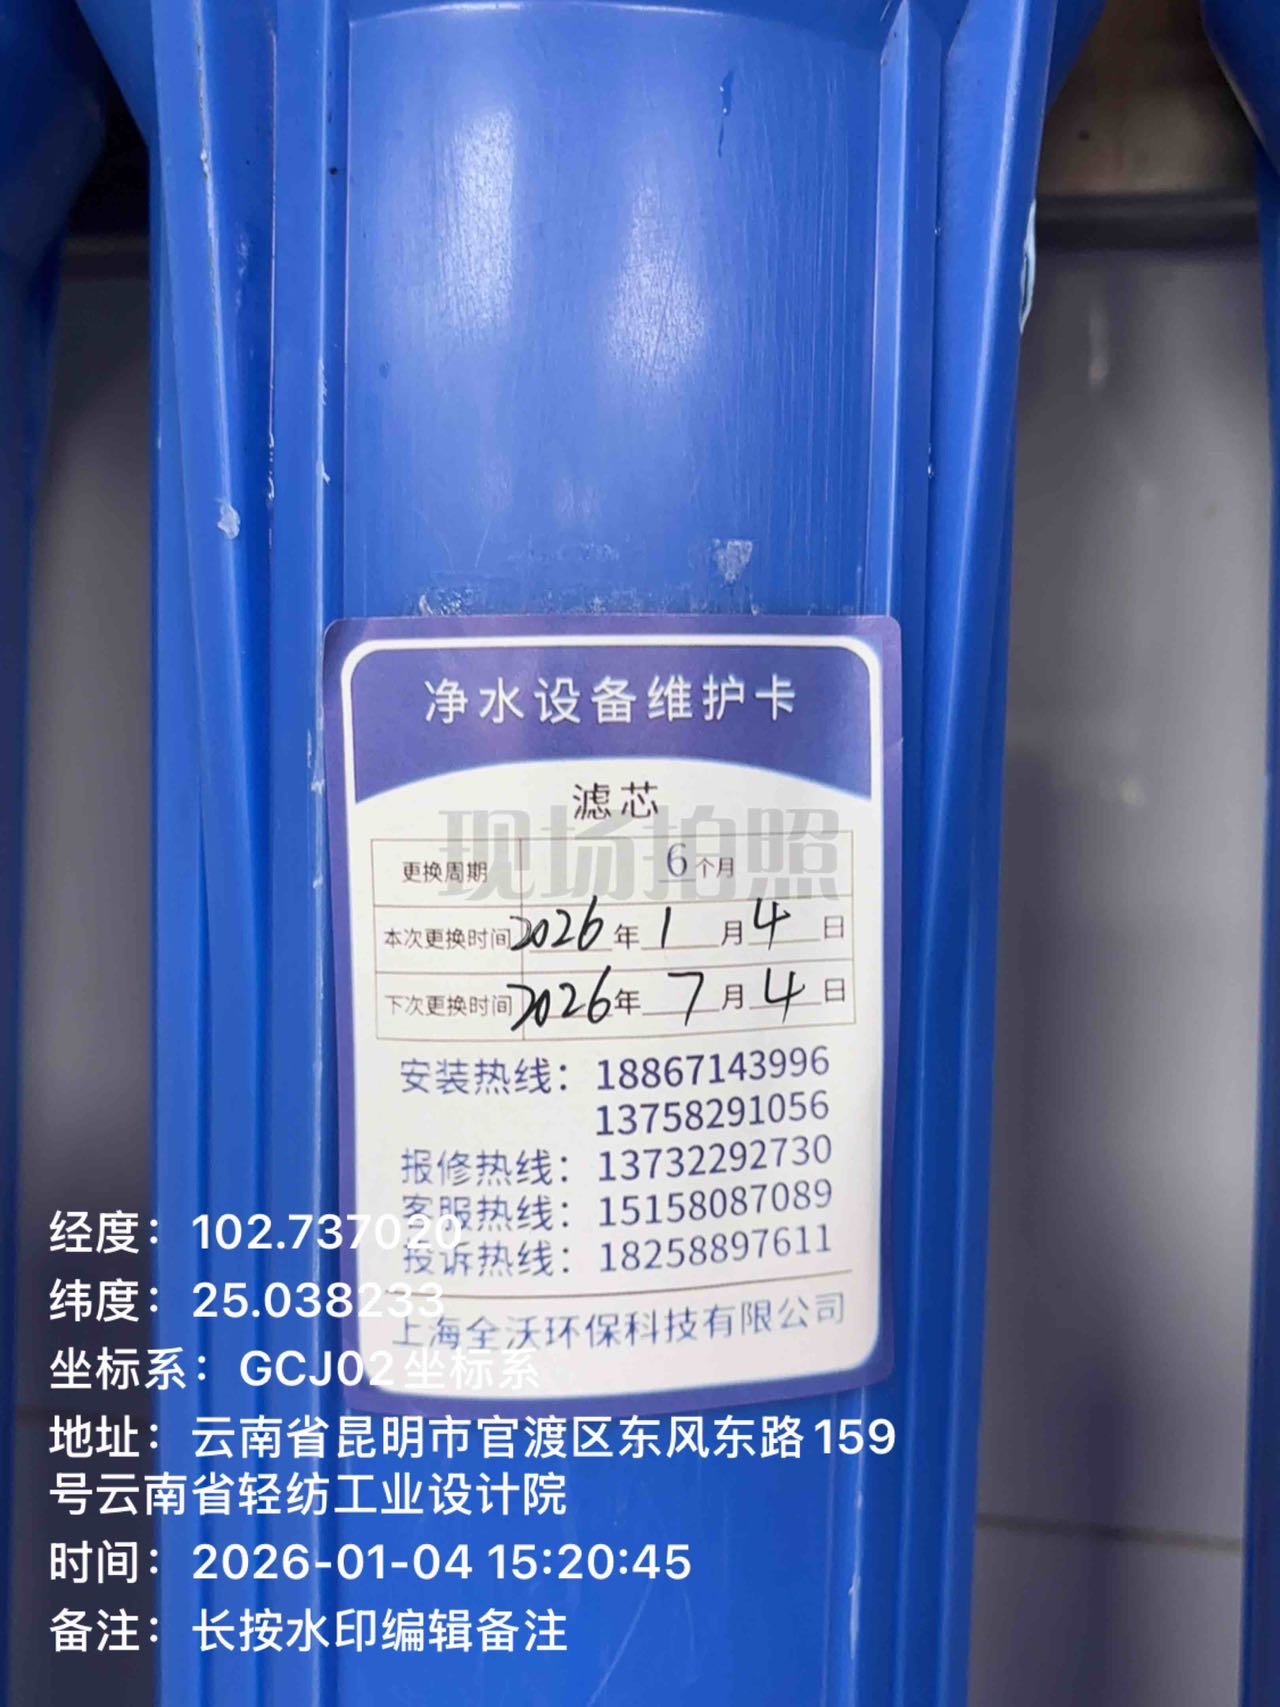 净水设备维护卡
滤芯
现场拍照
更换周期 6个月
本次更换时间 2026年 1 月 4 日
下次更换时间 2026年 7 月 4 日
安装热线：18867143996
13758291056
报修热线：13732292730
客服热线：15158087089
投诉热线：18258897611
上海全沃环保科技有限公司
经度：102.737020
纬度：25.038233
坐标系：GCJ02坐标系
地址：云南省昆明市官渡区东风东路159
号云南省轻纺工业设计院
时间：2026-01-04 15:20:45
备注：长按水印编辑备注